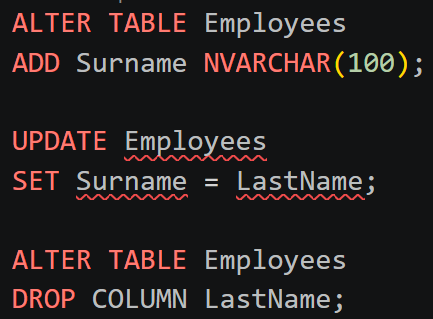 ALTER TABLE Employees
ADD Surname NVARCHAR(100);
UPDATE Employees
SET Surname = LastName;
ALTER TABLE Employees
DROP COLUMN LastName;